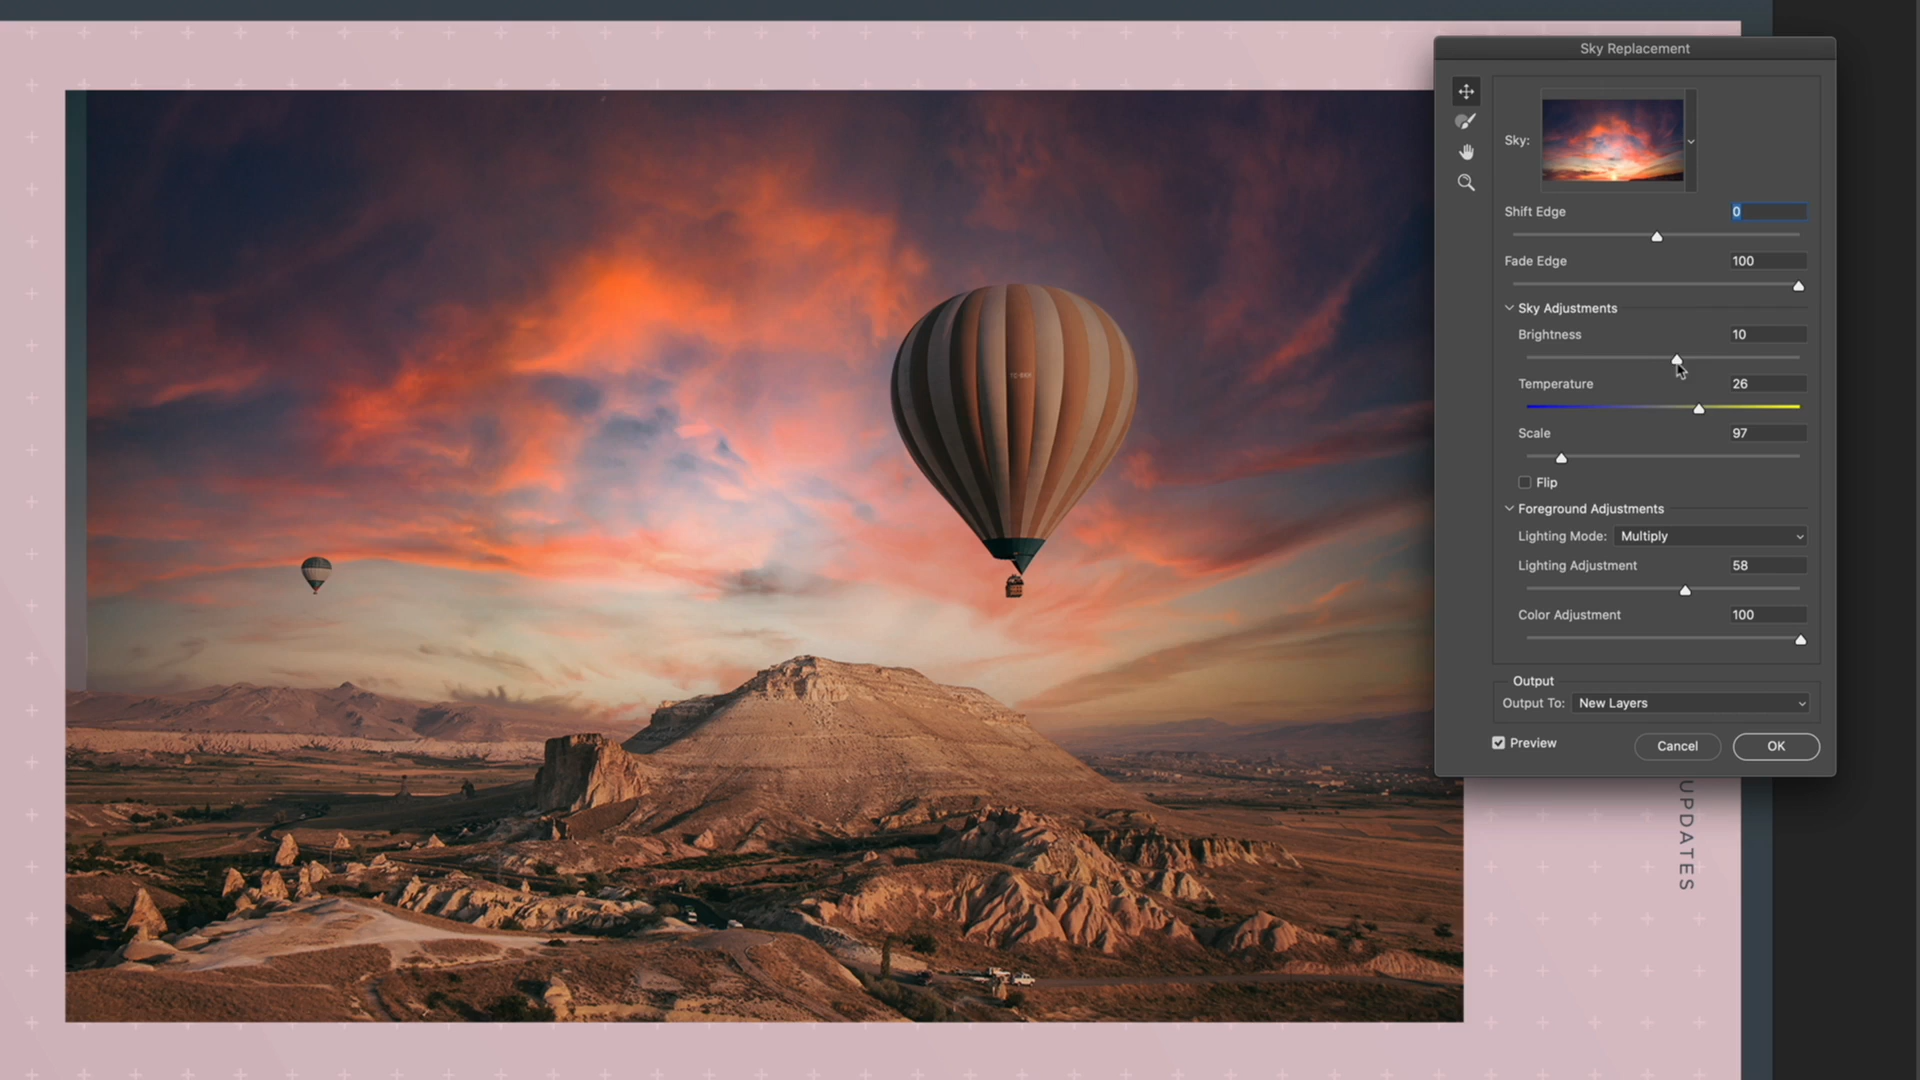 Sky Replacement
Sky:
Shift Edge 0
Fade Edge 100
Sky Adjustments
Brightness 10
Temperature 26
Scale 97
Flip
Foreground Adjustments
Lighting Mode: Multiply
Lighting Adjustment 58
Color Adjustment 100
Output
Output To: New Layers
Preview Cancel OK
UPDATES